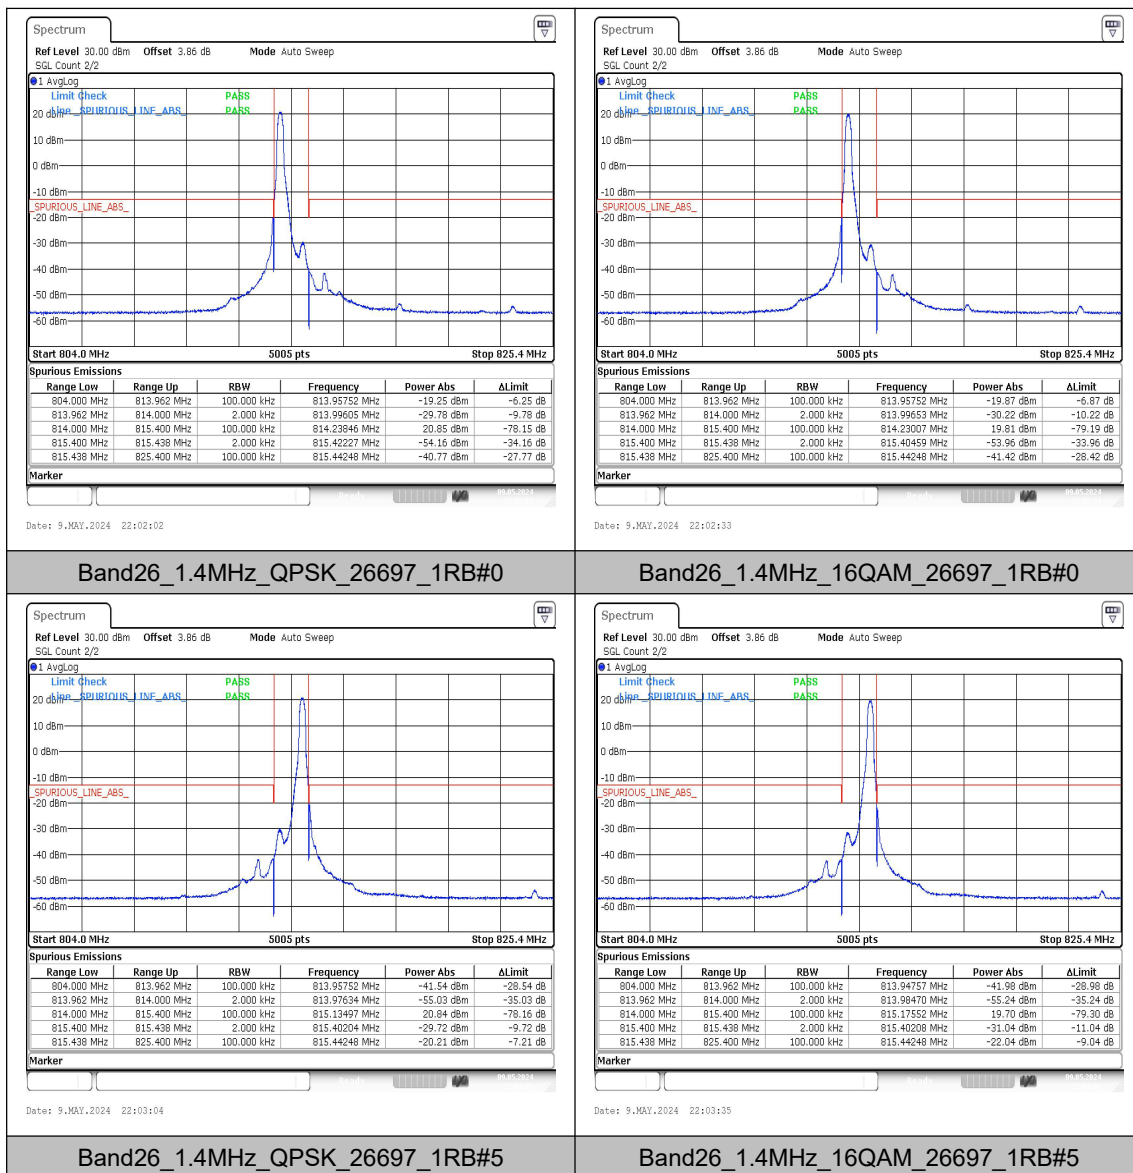 Spectrum
Ref Level 30.00 dBm Offset 3.86 dB Mode Auto Sweep
SGL Count 2/2
1 AvgLog
Limit Check PASS
Line _SPURIOUS_LINE_ABS_ PASS
20 dBm
10 dBm
0 dBm
-10 dBm
_SPURIOUS_LINE_ABS_
-20 dBm
-30 dBm
-40 dBm
-50 dBm
-60 dBm
Start 804.0 MHz 5005 pts Stop 825.4 MHz
Spurious Emissions
Range Low Range Up RBW Frequency Power Abs ΔLimit
804.000 MHz 813.962 MHz 100.000 kHz 813.95752 MHz -19.25 dBm -6.25 dB
813.962 MHz 814.000 MHz 2.000 kHz 813.99605 MHz -29.78 dBm -9.78 dB
814.000 MHz 815.400 MHz 100.000 kHz 814.23846 MHz 20.85 dBm -78.15 dB
815.400 MHz 815.438 MHz 2.000 kHz 815.42227 MHz -54.16 dBm -34.16 dB
815.438 MHz 825.400 MHz 100.000 kHz 815.44248 MHz -40.77 dBm -27.77 dB
Marker
Ready 09.05.2024
Date: 9.MAY.2024 22:02:02
Band26_1.4MHz_QPSK_26697_1RB#0
Spectrum
Ref Level 30.00 dBm Offset 3.86 dB Mode Auto Sweep
SGL Count 2/2
1 AvgLog
Limit Check PASS
Line _SPURIOUS_LINE_ABS_ PASS
20 dBm
10 dBm
0 dBm
-10 dBm
_SPURIOUS_LINE_ABS_
-20 dBm
-30 dBm
-40 dBm
-50 dBm
-60 dBm
Start 804.0 MHz 5005 pts Stop 825.4 MHz
Spurious Emissions
Range Low Range Up RBW Frequency Power Abs ΔLimit
804.000 MHz 813.962 MHz 100.000 kHz 813.95752 MHz -19.87 dBm -6.87 dB
813.962 MHz 814.000 MHz 2.000 kHz 813.99653 MHz -30.22 dBm -10.22 dB
814.000 MHz 815.400 MHz 100.000 kHz 814.23007 MHz 19.81 dBm -79.19 dB
815.400 MHz 815.438 MHz 2.000 kHz 815.40459 MHz -53.96 dBm -33.96 dB
815.438 MHz 825.400 MHz 100.000 kHz 815.44248 MHz -41.42 dBm -28.42 dB
Marker
Ready 09.05.2024
Date: 9.MAY.2024 22:02:33
Band26_1.4MHz_16QAM_26697_1RB#0
Spectrum
Ref Level 30.00 dBm Offset 3.86 dB Mode Auto Sweep
SGL Count 2/2
1 AvgLog
Limit Check PASS
Line _SPURIOUS_LINE_ABS_ PASS
20 dBm
10 dBm
0 dBm
-10 dBm
_SPURIOUS_LINE_ABS_
-20 dBm
-30 dBm
-40 dBm
-50 dBm
-60 dBm
Start 804.0 MHz 5005 pts Stop 825.4 MHz
Spurious Emissions
Range Low Range Up RBW Frequency Power Abs ΔLimit
804.000 MHz 813.962 MHz 100.000 kHz 813.95752 MHz -41.54 dBm -28.54 dB
813.962 MHz 814.000 MHz 2.000 kHz 813.97634 MHz -55.03 dBm -35.03 dB
814.000 MHz 815.400 MHz 100.000 kHz 815.13497 MHz 20.84 dBm -78.16 dB
815.400 MHz 815.438 MHz 2.000 kHz 815.40204 MHz -29.72 dBm -9.72 dB
815.438 MHz 825.400 MHz 100.000 kHz 815.44248 MHz -20.21 dBm -7.21 dB
Marker
Ready 09.05.2024
Date: 9.MAY.2024 22:03:04
Band26_1.4MHz_QPSK_26697_1RB#5
Spectrum
Ref Level 30.00 dBm Offset 3.86 dB Mode Auto Sweep
SGL Count 2/2
1 AvgLog
Limit Check PASS
Line _SPURIOUS_LINE_ABS_ PASS
20 dBm
10 dBm
0 dBm
-10 dBm
_SPURIOUS_LINE_ABS_
-20 dBm
-30 dBm
-40 dBm
-50 dBm
-60 dBm
Start 804.0 MHz 5005 pts Stop 825.4 MHz
Spurious Emissions
Range Low Range Up RBW Frequency Power Abs ΔLimit
804.000 MHz 813.962 MHz 100.000 kHz 813.94757 MHz -41.98 dBm -28.98 dB
813.962 MHz 814.000 MHz 2.000 kHz 813.98470 MHz -55.24 dBm -35.24 dB
814.000 MHz 815.400 MHz 100.000 kHz 815.17552 MHz 19.70 dBm -79.30 dB
815.400 MHz 815.438 MHz 2.000 kHz 815.40208 MHz -31.04 dBm -11.04 dB
815.438 MHz 825.400 MHz 100.000 kHz 815.44248 MHz -22.04 dBm -9.04 dB
Marker
Ready 09.05.2024
Date: 9.MAY.2024 22:03:35
Band26_1.4MHz_16QAM_26697_1RB#5